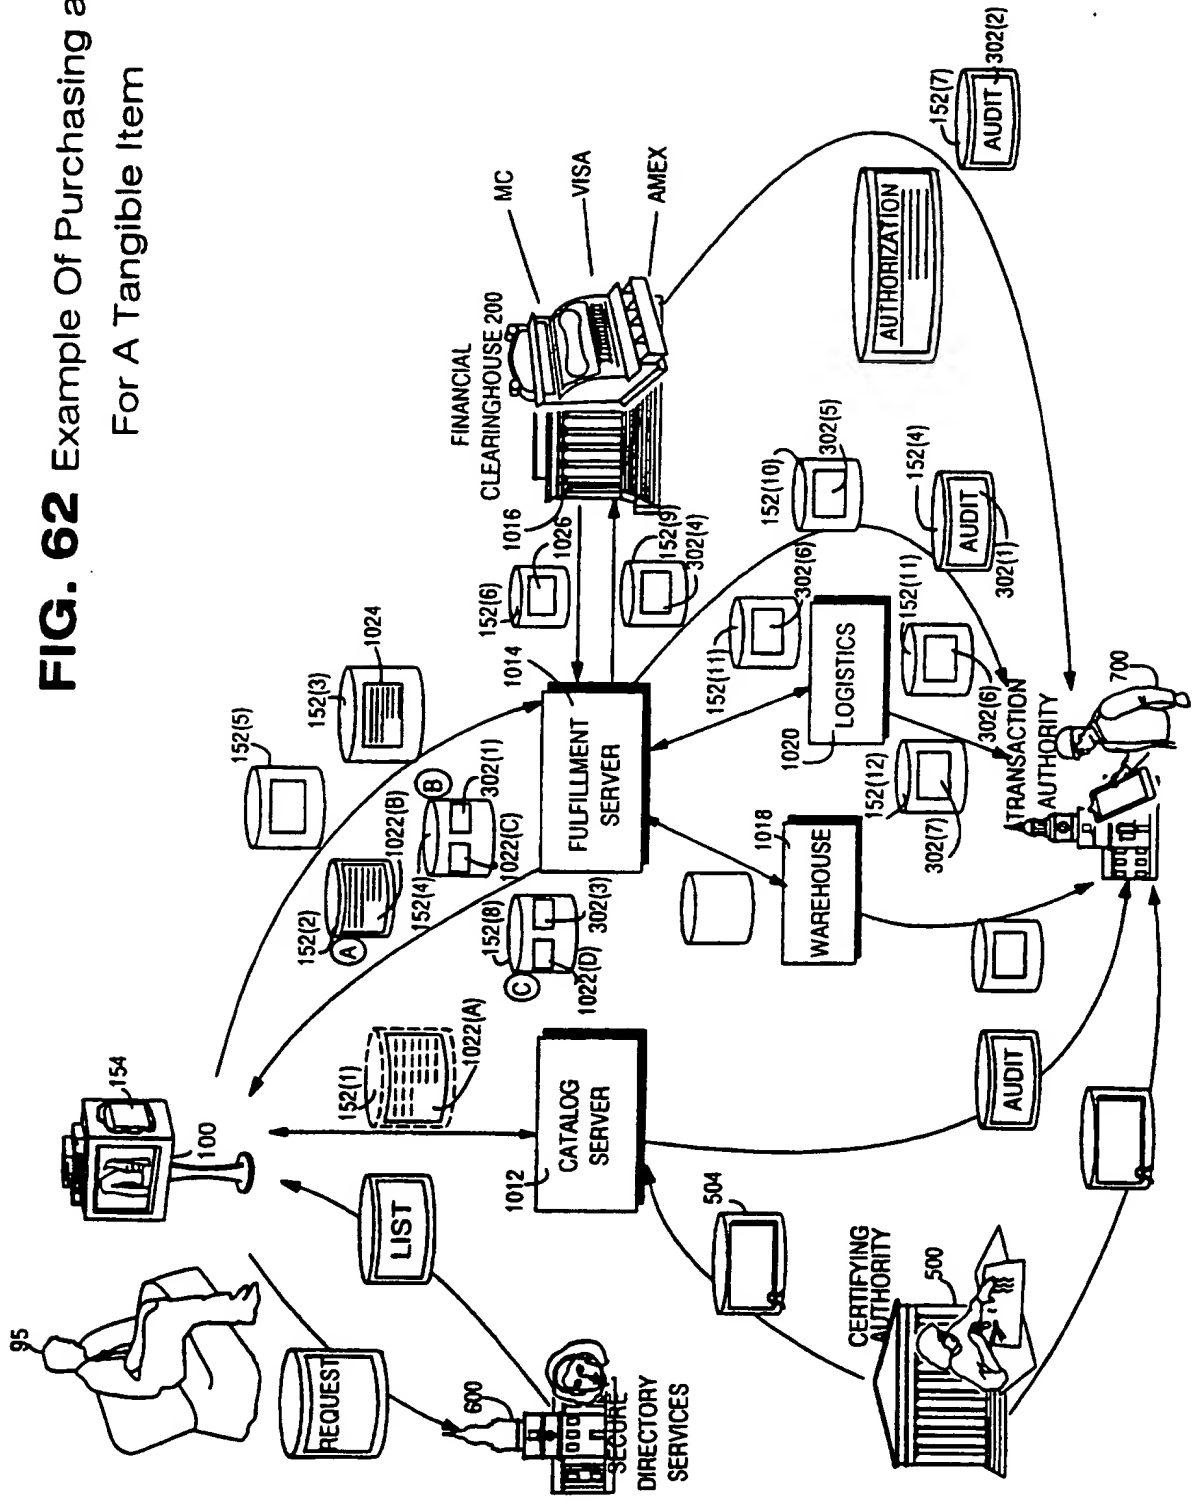 FIG. 62 Example Of Purchasing a
For A Tangible Item
95
154
100
REQUEST
LIST
600
SECURE
DIRECTORY
SERVICES
152(1)
1022(A)
CATALOG
SERVER
1012
504
CERTIFYING
AUTHORITY
500
152(5)
152(3)
1024
152(2)
A
1022(B)
152(4)
B
302(1)
1022(C)
152(8)
C
302(3)
1022(D)
FULFILLMENT
SERVER
1014
152(6)
1026
1016
FINANCIAL
CLEARINGHOUSE 200
MC
VISA
AMEX
152(9)
302(4)
152(11)
302(6)
LOGISTICS
1020
WAREHOUSE
1018
152(12)
302(7)
152(11)
302(6)
152(10)
302(5)
152(4)
AUDIT
302(1)
AUTHORIZATION
152(7)
AUDIT
302(2)
TRANSACTION
AUTHORITY
700
AUDIT